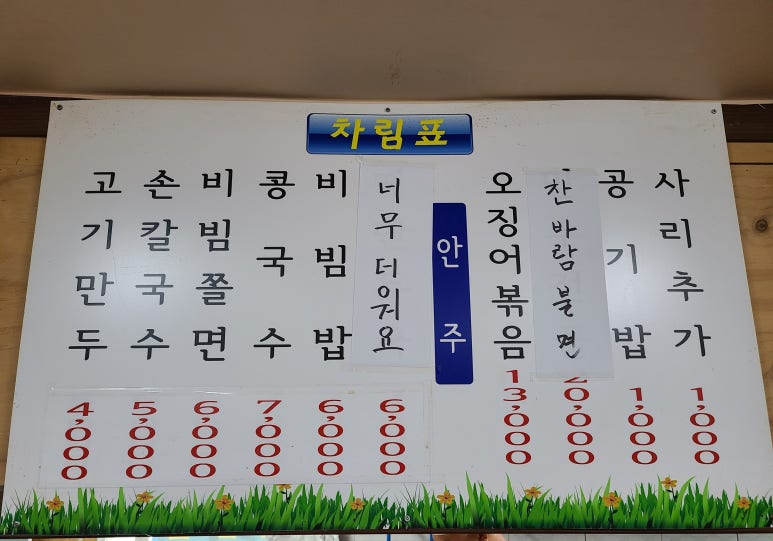 차림표
고기만두 4,000
손칼국수 5,000
비빔쫄면 6,000
콩국수 7,000
비빔밥 6,000
너무 더워요 6,000
안주
오징어볶음 13,000
찬 바람 불면 20,000
공기밥 1,000
사리추가 1,000